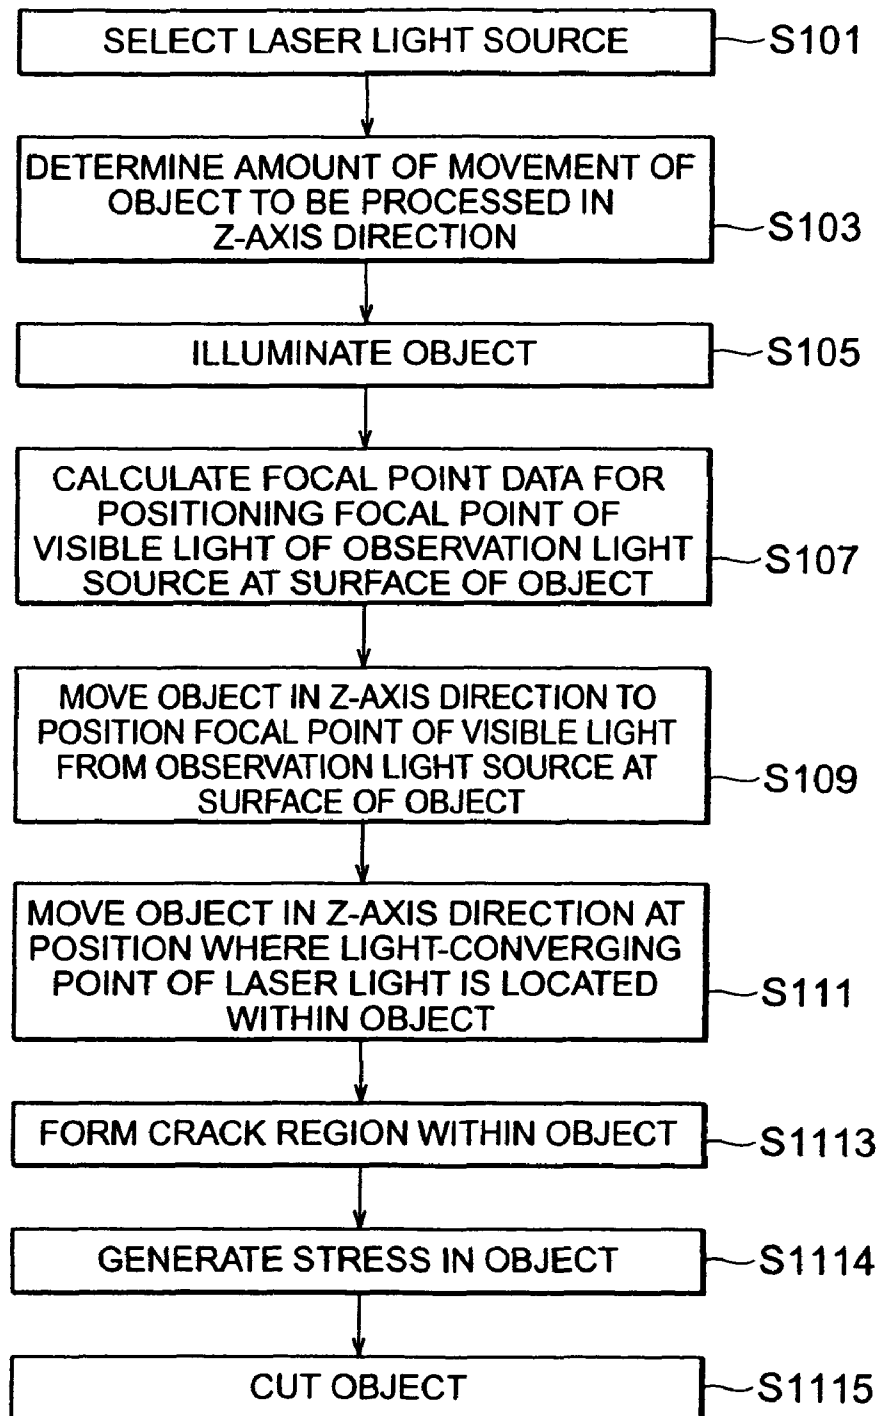 SELECT LASER LIGHT SOURCE
S101
DETERMINE AMOUNT OF MOVEMENT OF
OBJECT TO BE PROCESSED IN
Z-AXIS DIRECTION
S103
ILLUMINATE OBJECT
S105
CALCULATE FOCAL POINT DATA FOR
POSITIONING FOCAL POINT OF
VISIBLE LIGHT OF OBSERVATION LIGHT
SOURCE AT SURFACE OF OBJECT
S107
MOVE OBJECT IN Z-AXIS DIRECTION TO
POSITION FOCAL POINT OF VISIBLE LIGHT
FROM OBSERVATION LIGHT SOURCE AT
SURFACE OF OBJECT
S109
MOVE OBJECT IN Z-AXIS DIRECTION AT
POSITION WHERE LIGHT-CONVERGING
POINT OF LASER LIGHT IS LOCATED
WITHIN OBJECT
S111
FORM CRACK REGION WITHIN OBJECT
S1113
GENERATE STRESS IN OBJECT
S1114
CUT OBJECT
S1115